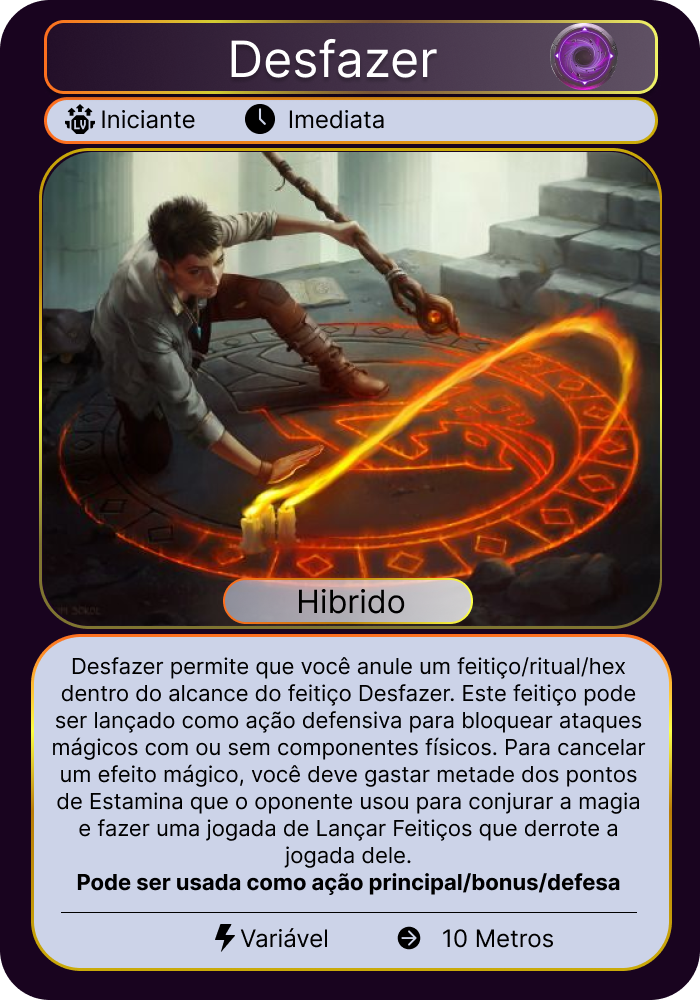 Desfazer
LV Iniciante Imediata
Hibrido
Desfazer permite que você anule um feitiço/ritual/hex
dentro do alcance do feitiço Desfazer. Este feitiço pode
ser lançado como ação defensiva para bloquear ataques
mágicos com ou sem componentes físicos. Para cancelar
um efeito mágico, você deve gastar metade dos pontos
de Estamina que o oponente usou para conjurar a magia
e fazer uma jogada de Lançar Feitiços que derrote a
jogada dele.
Pode ser usada como ação principal/bonus/defesa
Variável 10 Metros